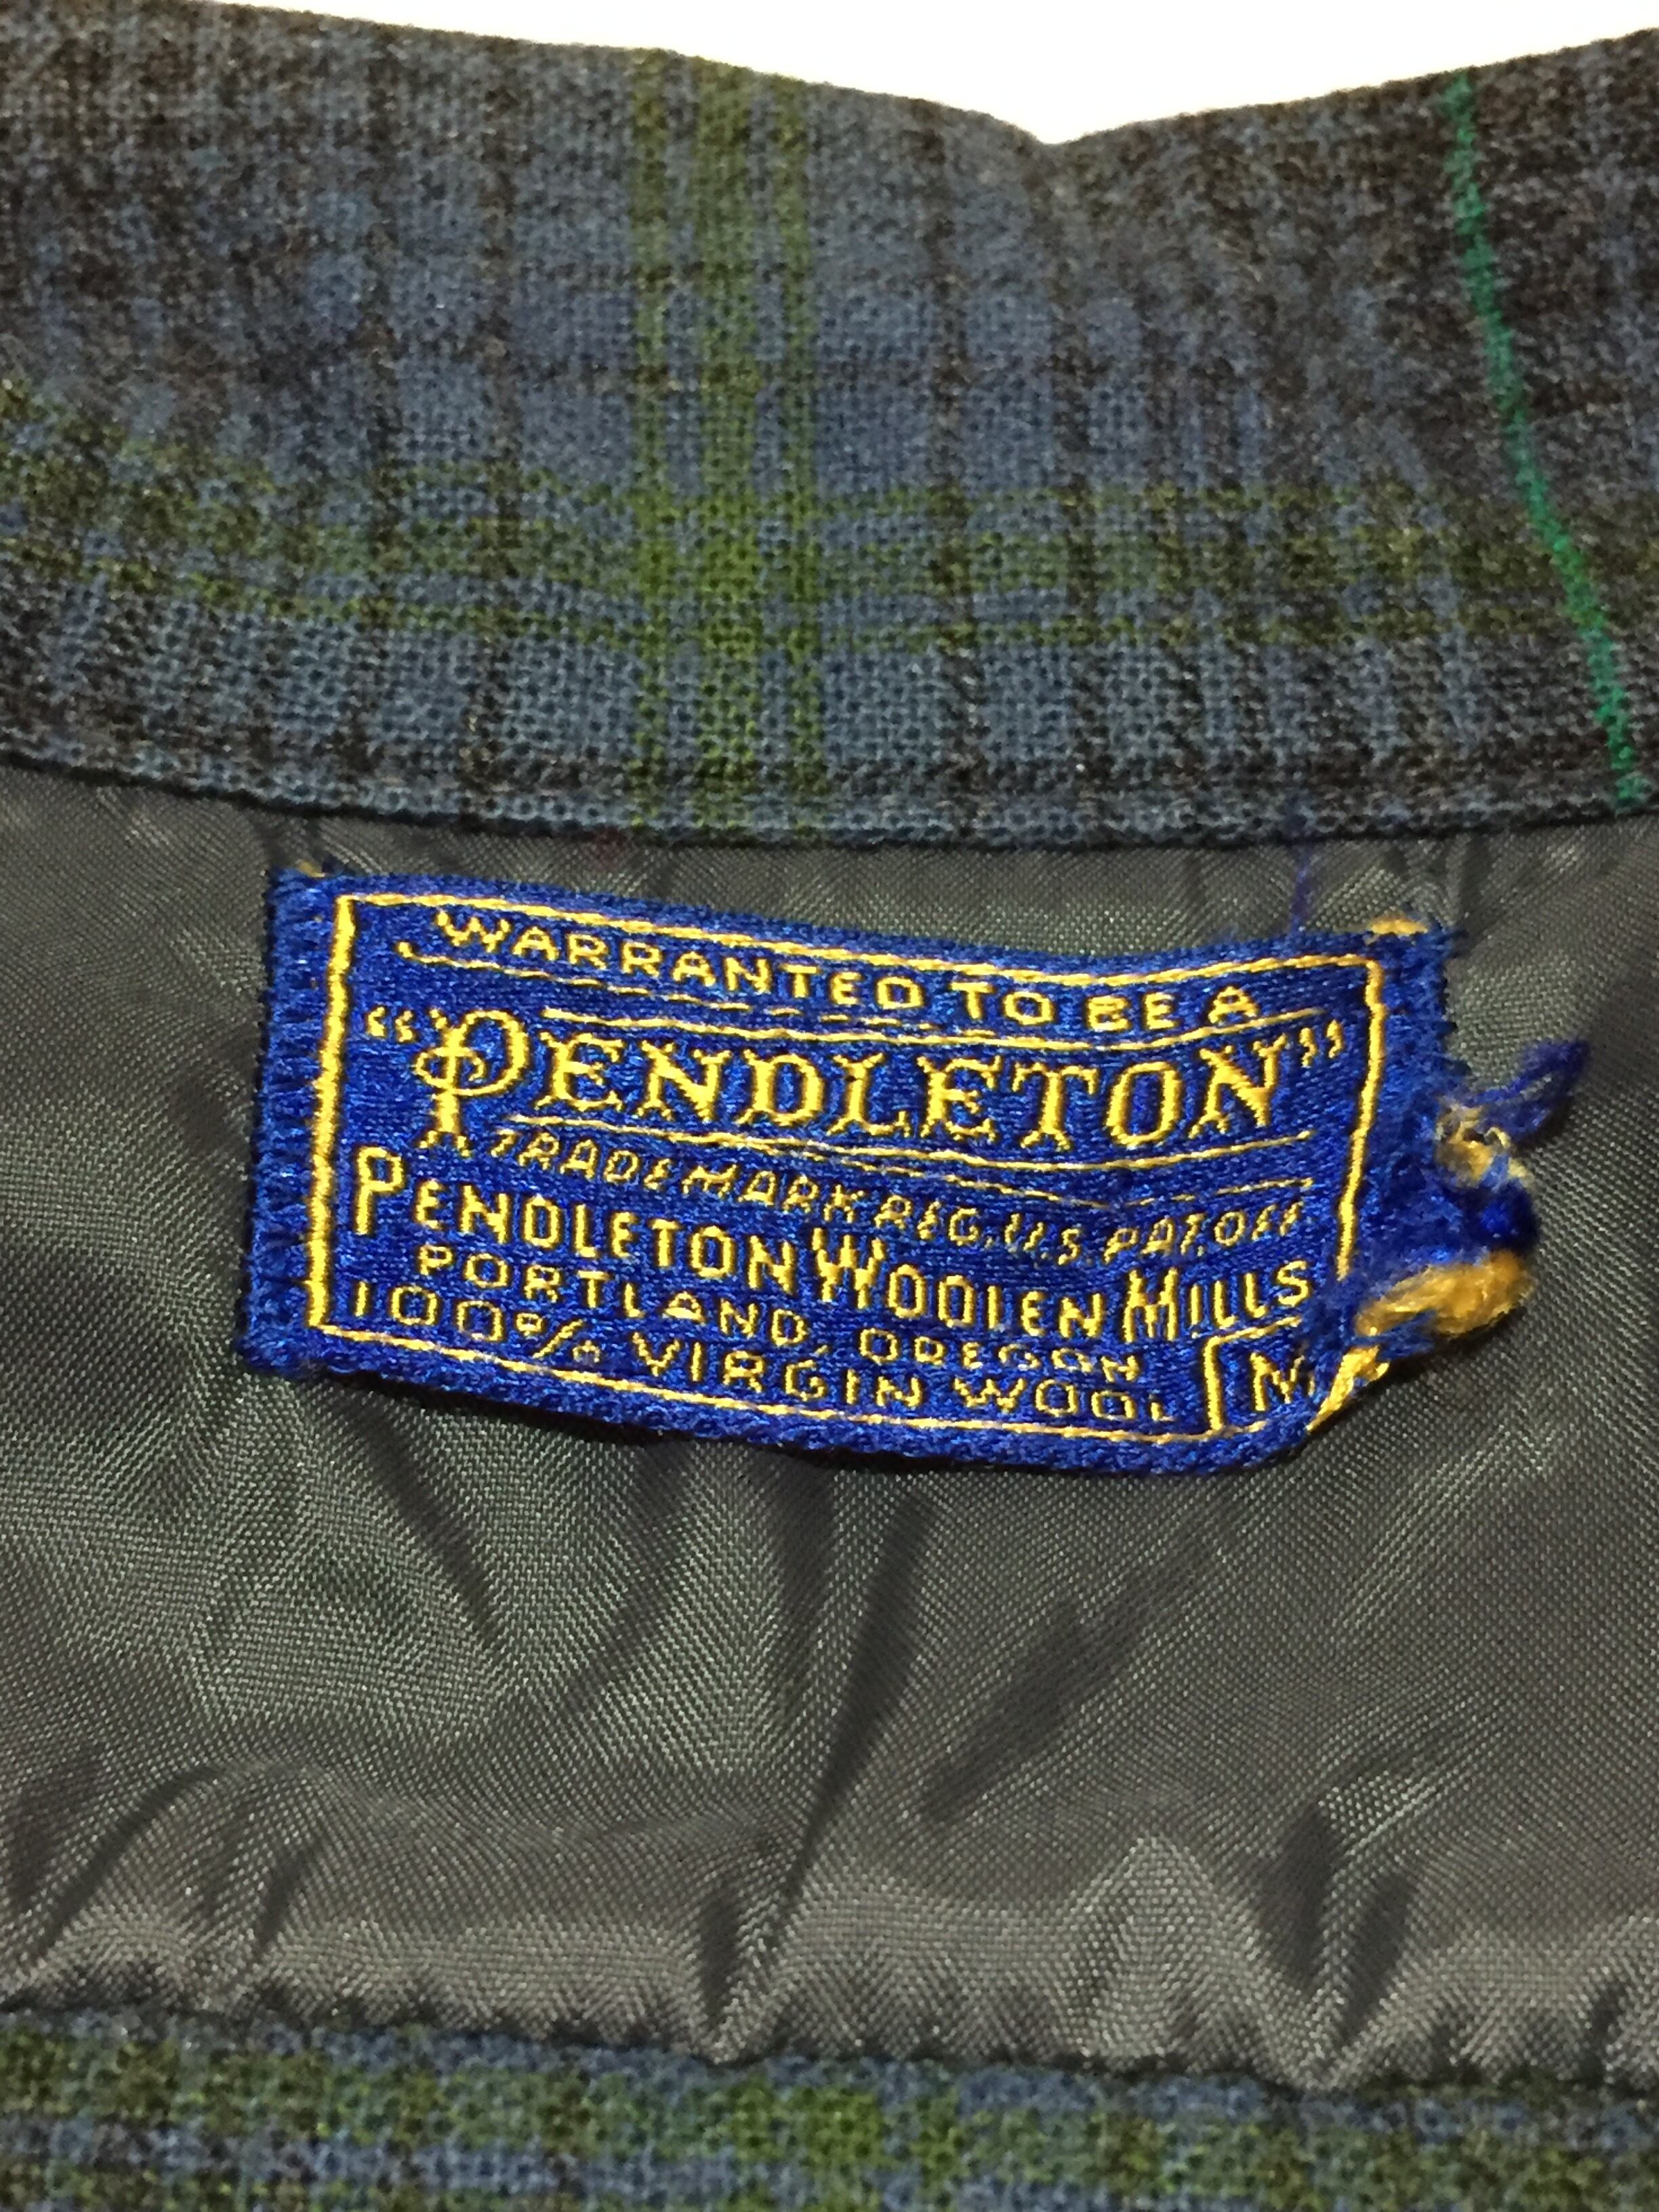 WARRANTED TO BE A
"PENDLETON"
TRADE MARK REG. U.S. PAT. OFF.
PENDLETON WOOLEN MILLS
PORTLAND, OREGON
100% VIRGIN WOOL M